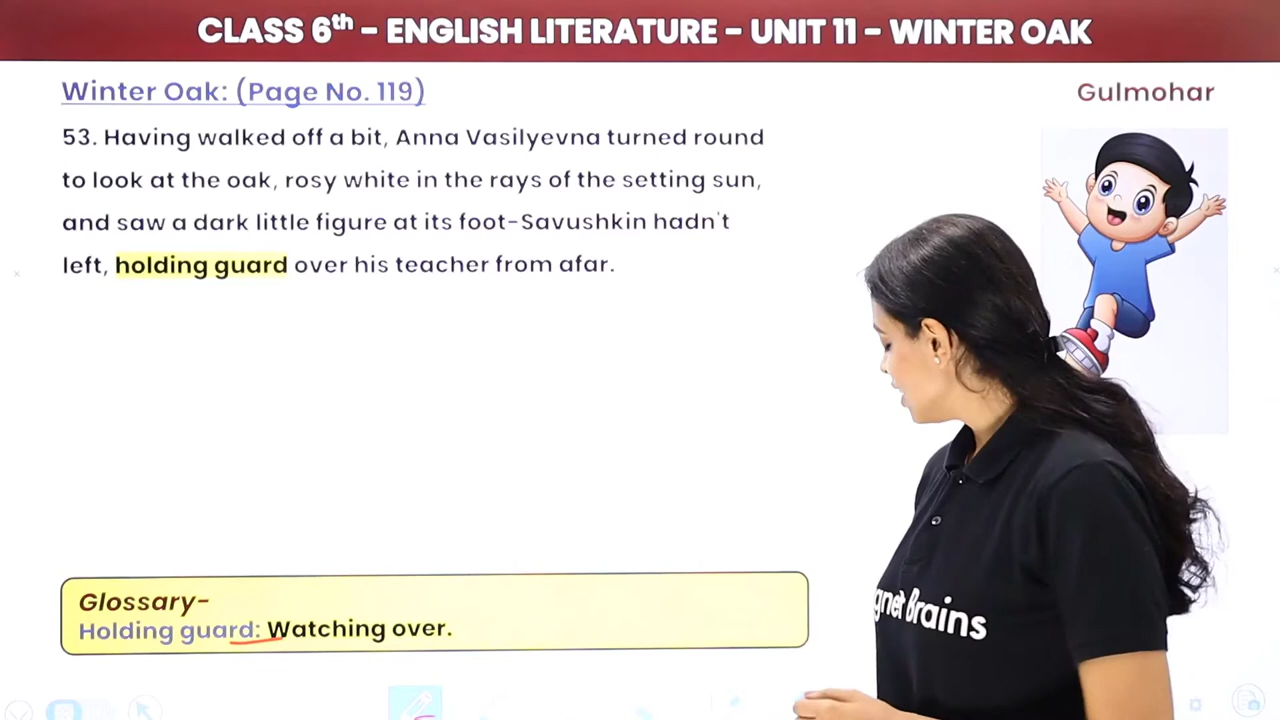 CLASS 6th - ENGLISH LITERATURE - UNIT 11 - WINTER OAK
Winter Oak: (Page No. 119)
Gulmohar
53. Having walked off a bit, Anna Vasilyevna turned round
to look at the oak, rosy white in the rays of the setting sun,
and saw a dark little figure at its foot-Savushkin hadn't
left, holding guard over his teacher from afar.
Glossary-
Holding guard: Watching over.
gnet Brains